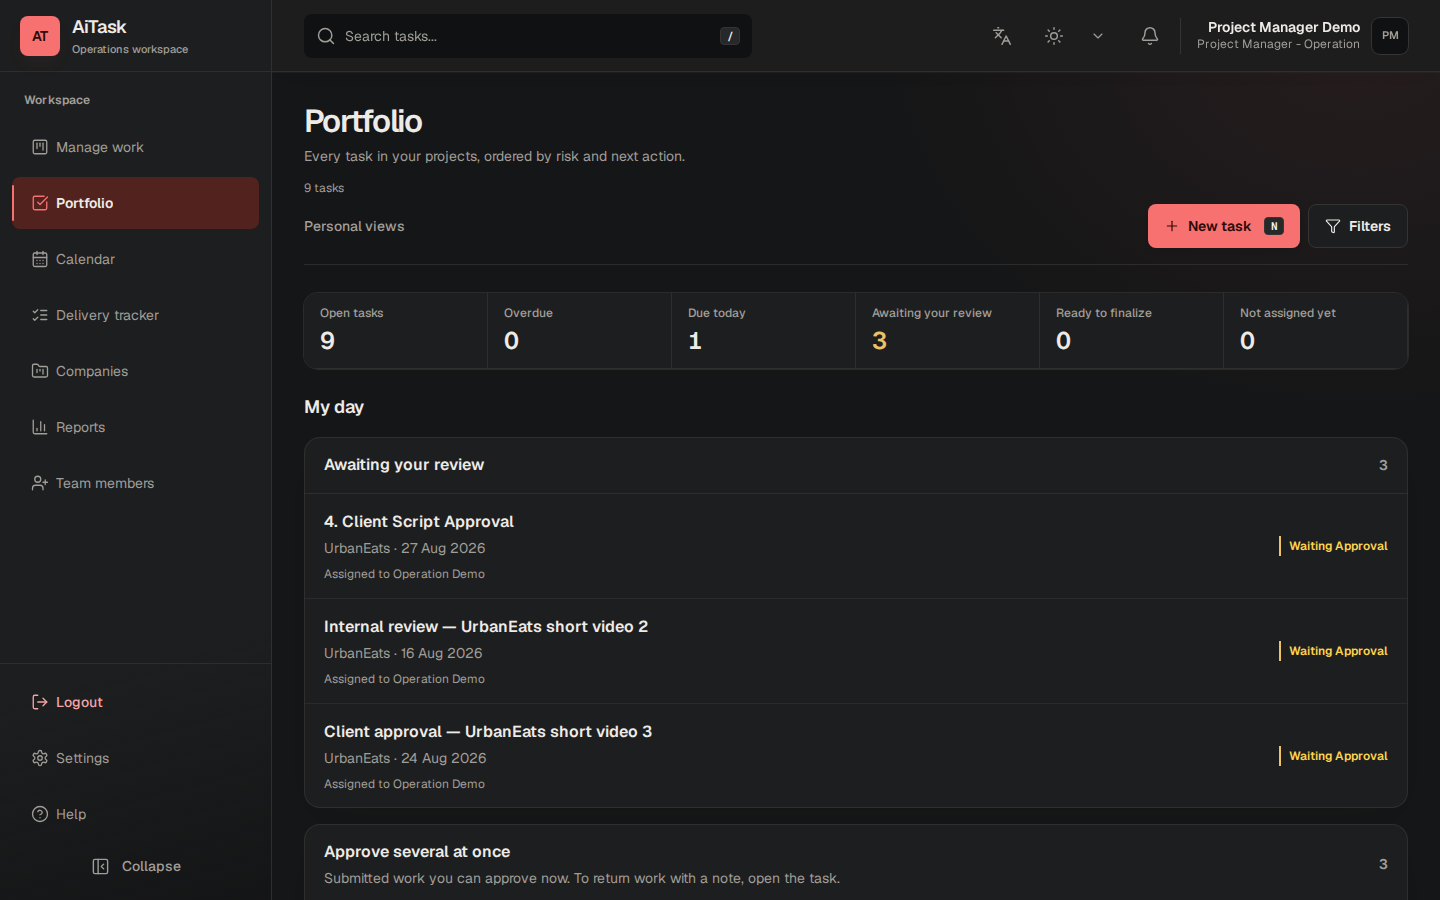 AT
AiTask
Operations workspace
Search tasks...
/
Project Manager Demo
Project Manager - Operation
PM
Workspace
Manage work
Portfolio
Calendar
Delivery tracker
Companies
Reports
Team members
Logout
Settings
Help
Collapse
Portfolio
Every task in your projects, ordered by risk and next action.
9 tasks
Personal views
New task N
Filters
Open tasks
9
Overdue
0
Due today
1
Awaiting your review
3
Ready to finalize
0
Not assigned yet
0
My day
Awaiting your review
3
4. Client Script Approval
UrbanEats · 27 Aug 2026
Assigned to Operation Demo
Waiting Approval
Internal review — UrbanEats short video 2
UrbanEats · 16 Aug 2026
Assigned to Operation Demo
Waiting Approval
Client approval — UrbanEats short video 3
UrbanEats · 24 Aug 2026
Assigned to Operation Demo
Waiting Approval
Approve several at once
Submitted work you can approve now. To return work with a note, open the task.
3